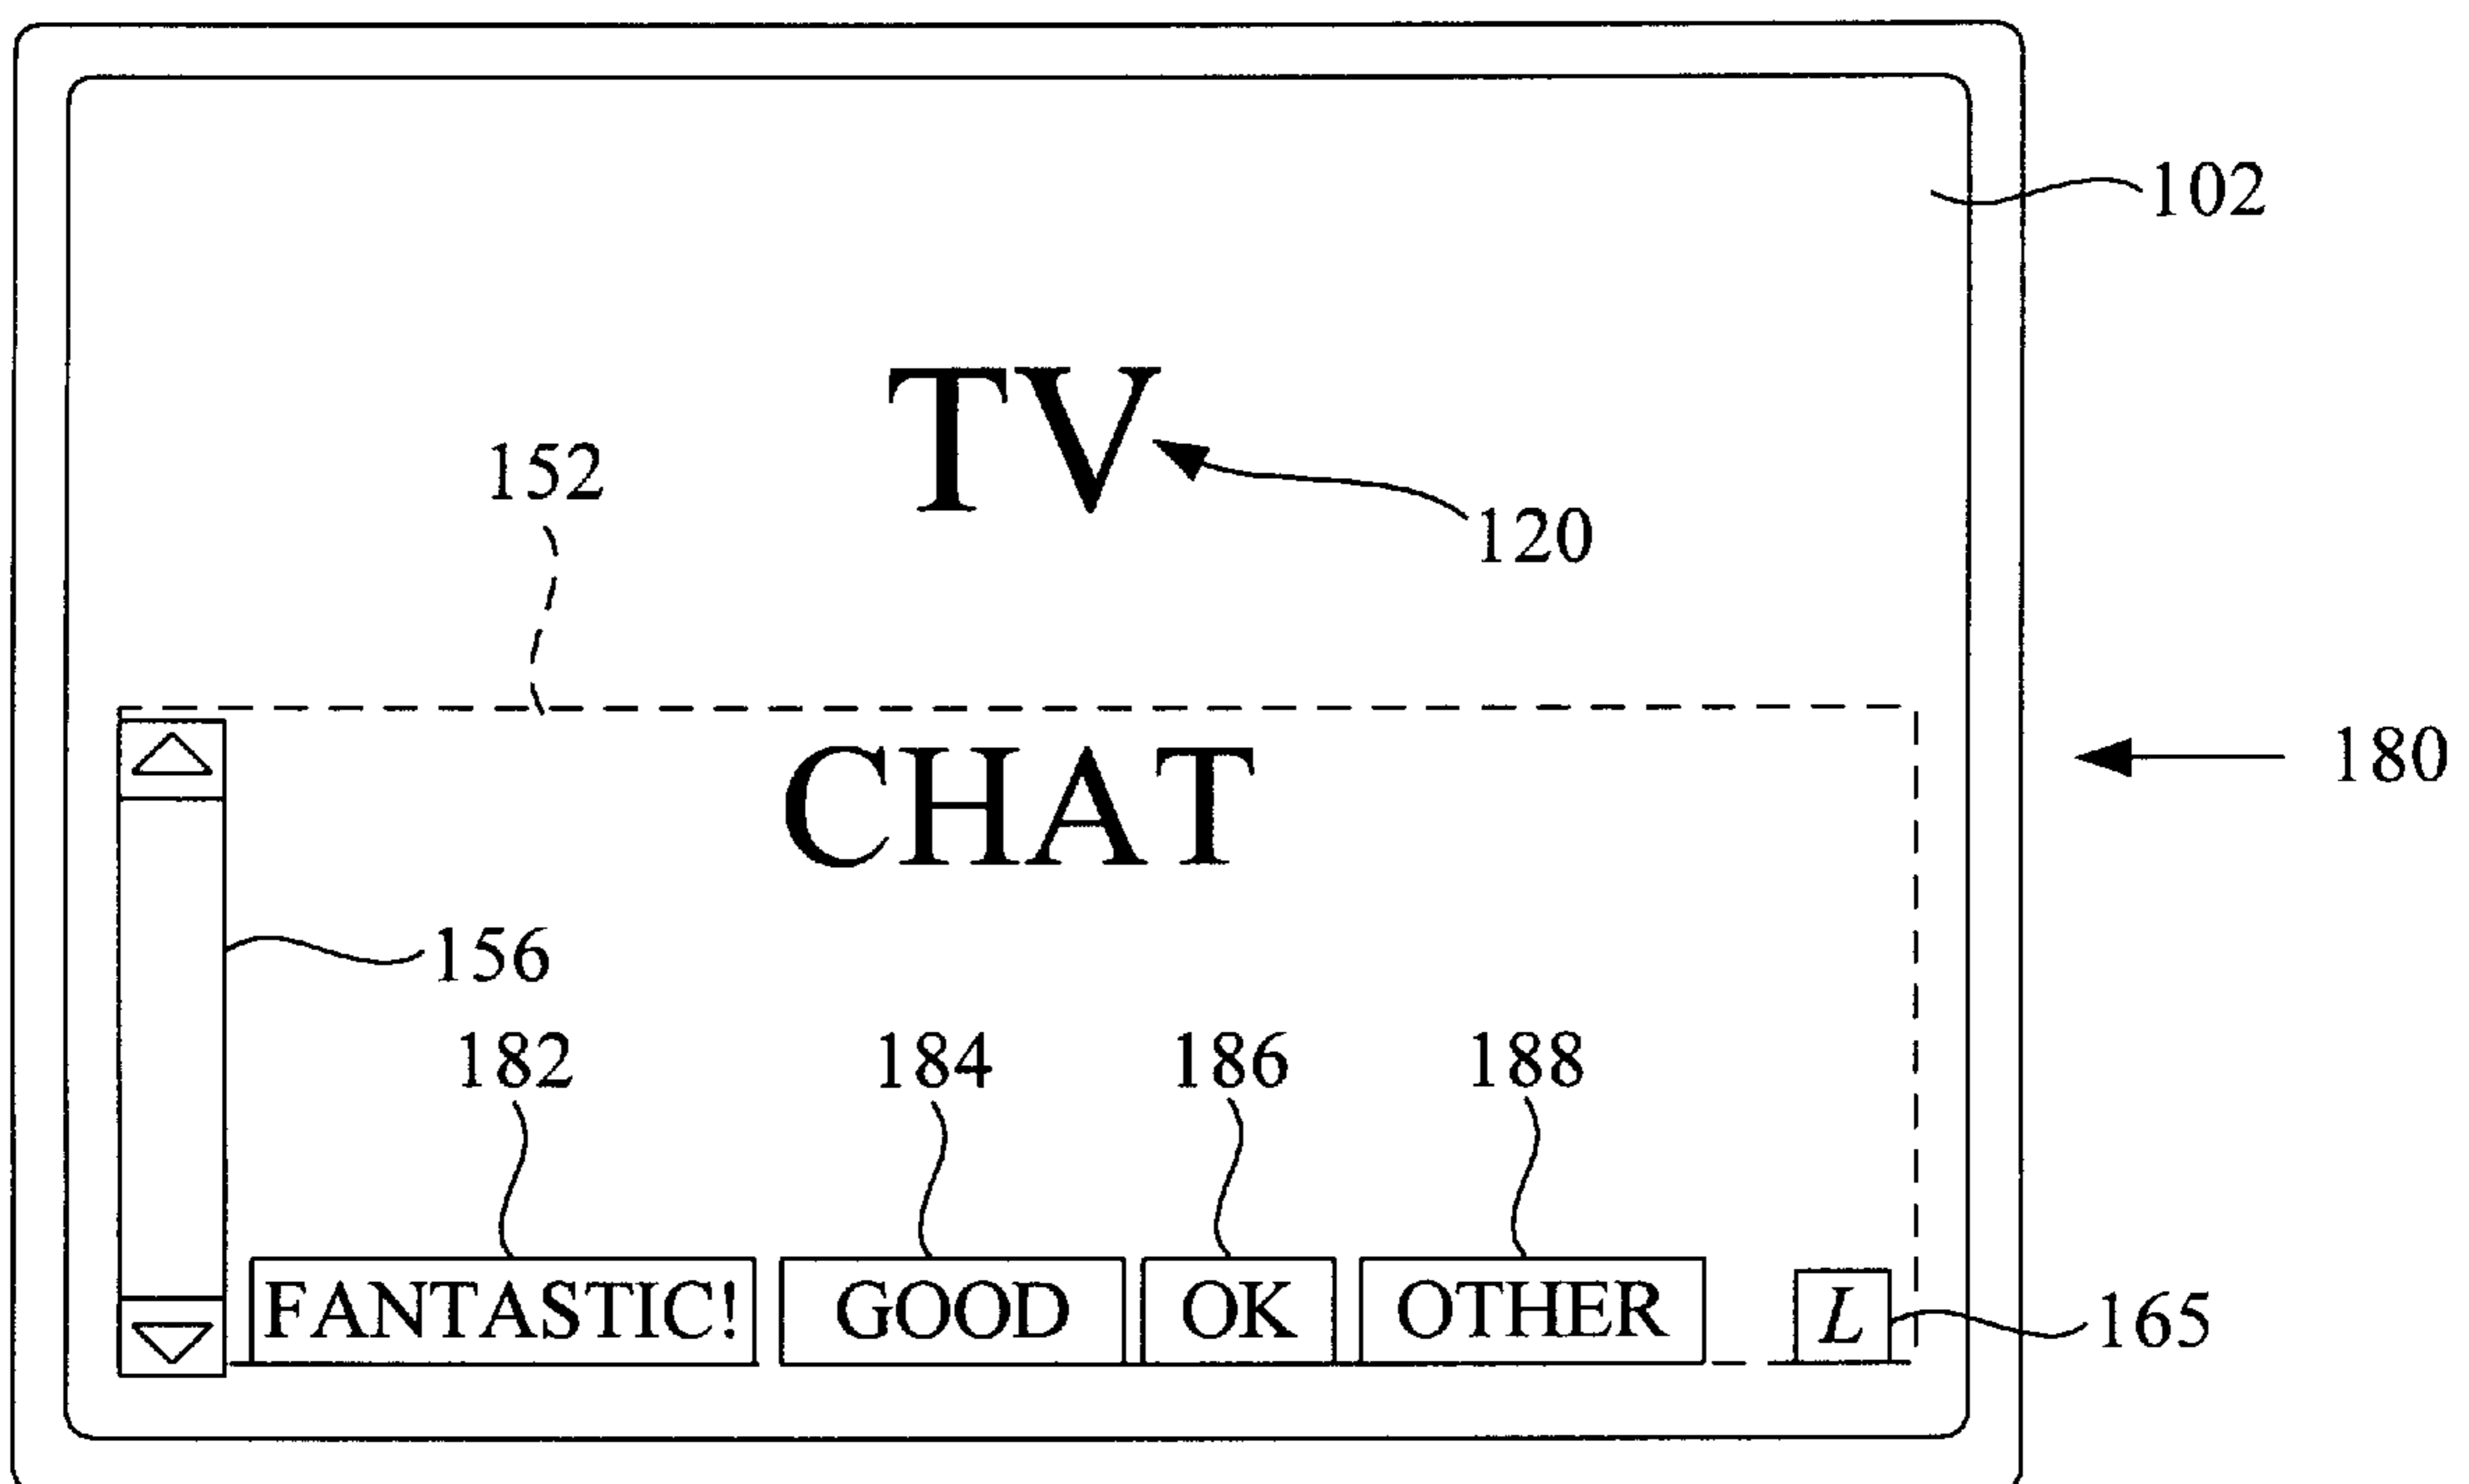 102
TV
152
120
180
CHAT
156
182 184 186 188
FANTASTIC! GOOD OK OTHER L
165